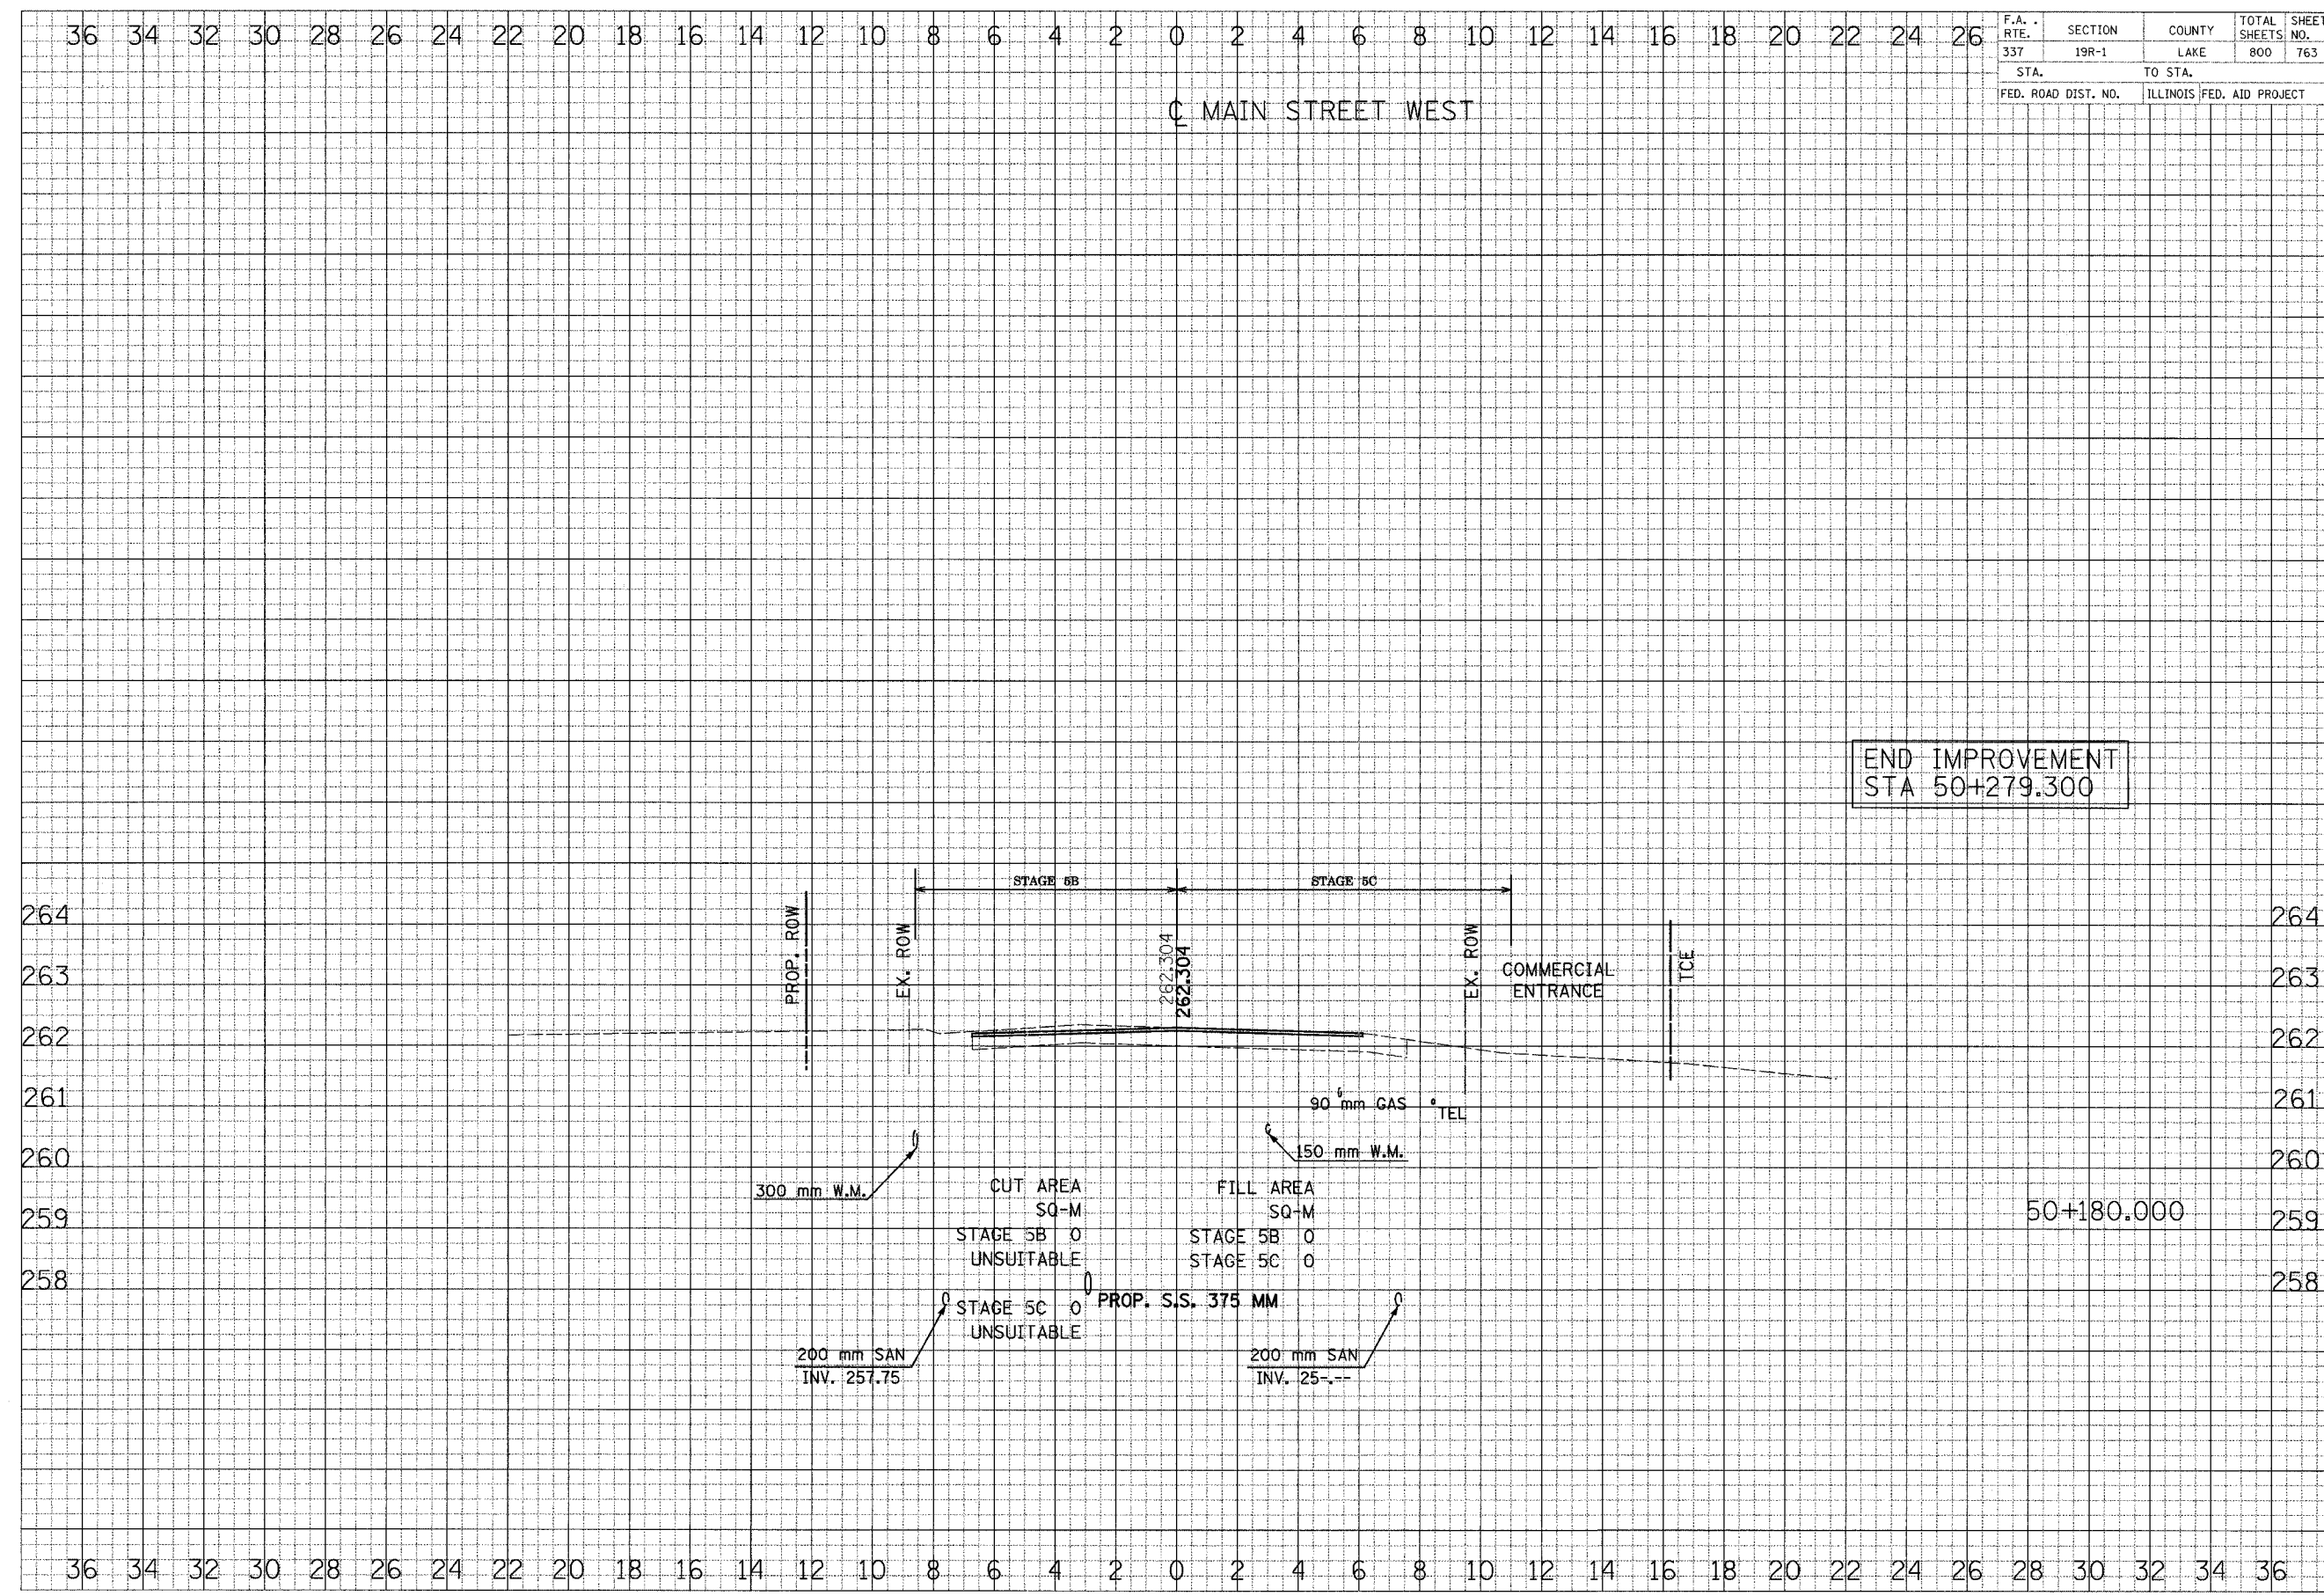 36 34 32 30 28 26 24 22 20 18 16 14 12 10 8 6 4 2 0 2 4 6 8 10 12 14 16 18 20 22 24 26
F.A. RTE. SECTION COUNTY TOTAL SHEETS SHEET NO.
337 19R-1 LAKE 800 763
STA. TO STA.
FED. ROAD DIST. NO. ILLINOIS FED. AID PROJECT
℄ MAIN STREET WEST
END IMPROVEMENT
STA 50+279.300
STAGE 5B STAGE 5C
264 264
263 263
262 262
261 261
260 260
259 259
258 258
PROP. ROW
EX. ROW
262.304
262.304
EX. ROW
COMMERCIAL
ENTRANCE
TCE
90 mm GAS
TEL
150 mm W.M.
300 mm W.M.
CUT AREA
SQ-M
STAGE 5B 0
UNSUITABLE
STAGE 5C 0
UNSUITABLE
FILL AREA
SQ-M
STAGE 5B 0
STAGE 5C 0
50+180.000
PROP. S.S. 375 MM
200 mm SAN
INV. 257.75
200 mm SAN
INV. 25-.--
36 34 32 30 28 26 24 22 20 18 16 14 12 10 8 6 4 2 0 2 4 6 8 10 12 14 16 18 20 22 24 26 28 30 32 34 36